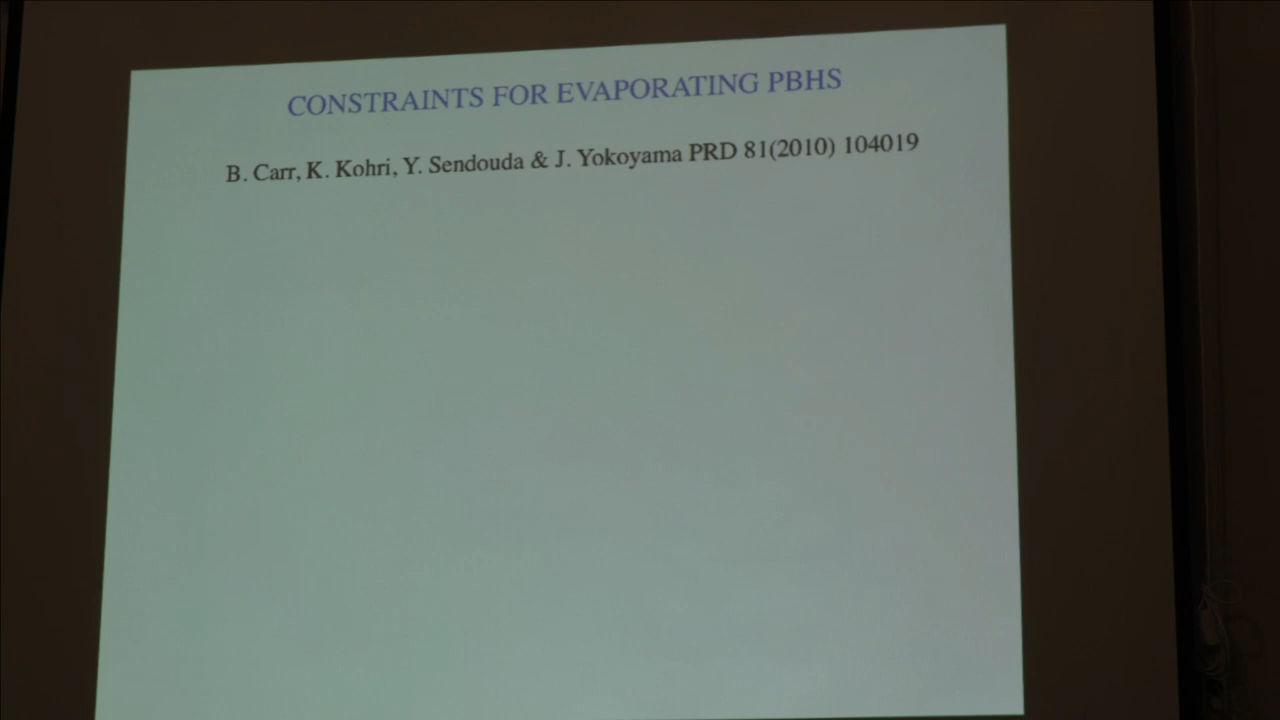 CONSTRAINTS FOR EVAPORATING PBHS
B. Carr, K. Kohri, Y. Sendouda & J. Yokoyama PRD 81(2010) 104019